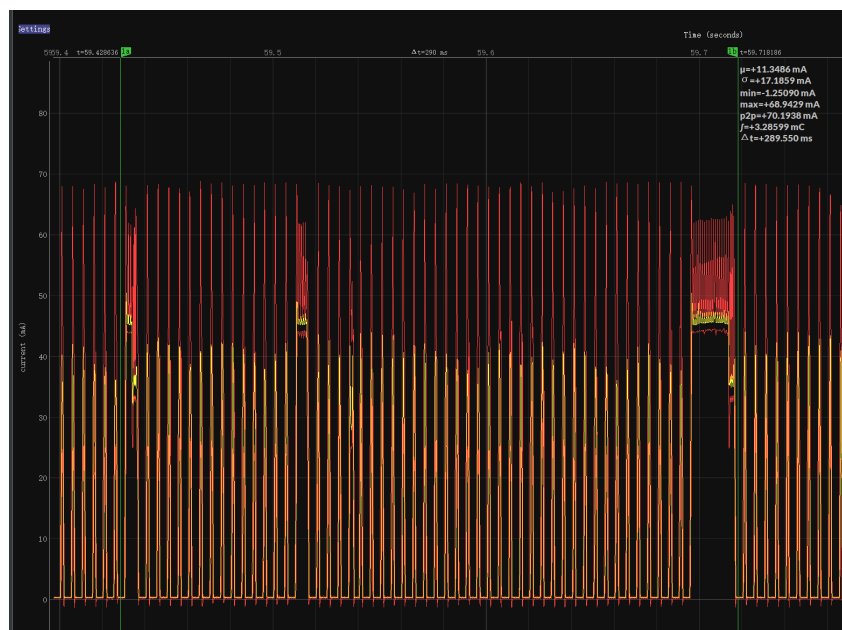 Settings
Time (seconds)
5959.4 t=59.428636 1a 59.5 Δt=290 ms 59.6 59.7 1b t=59.718186
μ=+11.3486 mA
σ=+17.1859 mA
min=-1.25090 mA
max=+68.9429 mA
p2p=+70.1938 mA
∫=+3.28599 mC
Δt=+289.550 ms
80
70
60
50
current (mA)
40
30
20
10
0